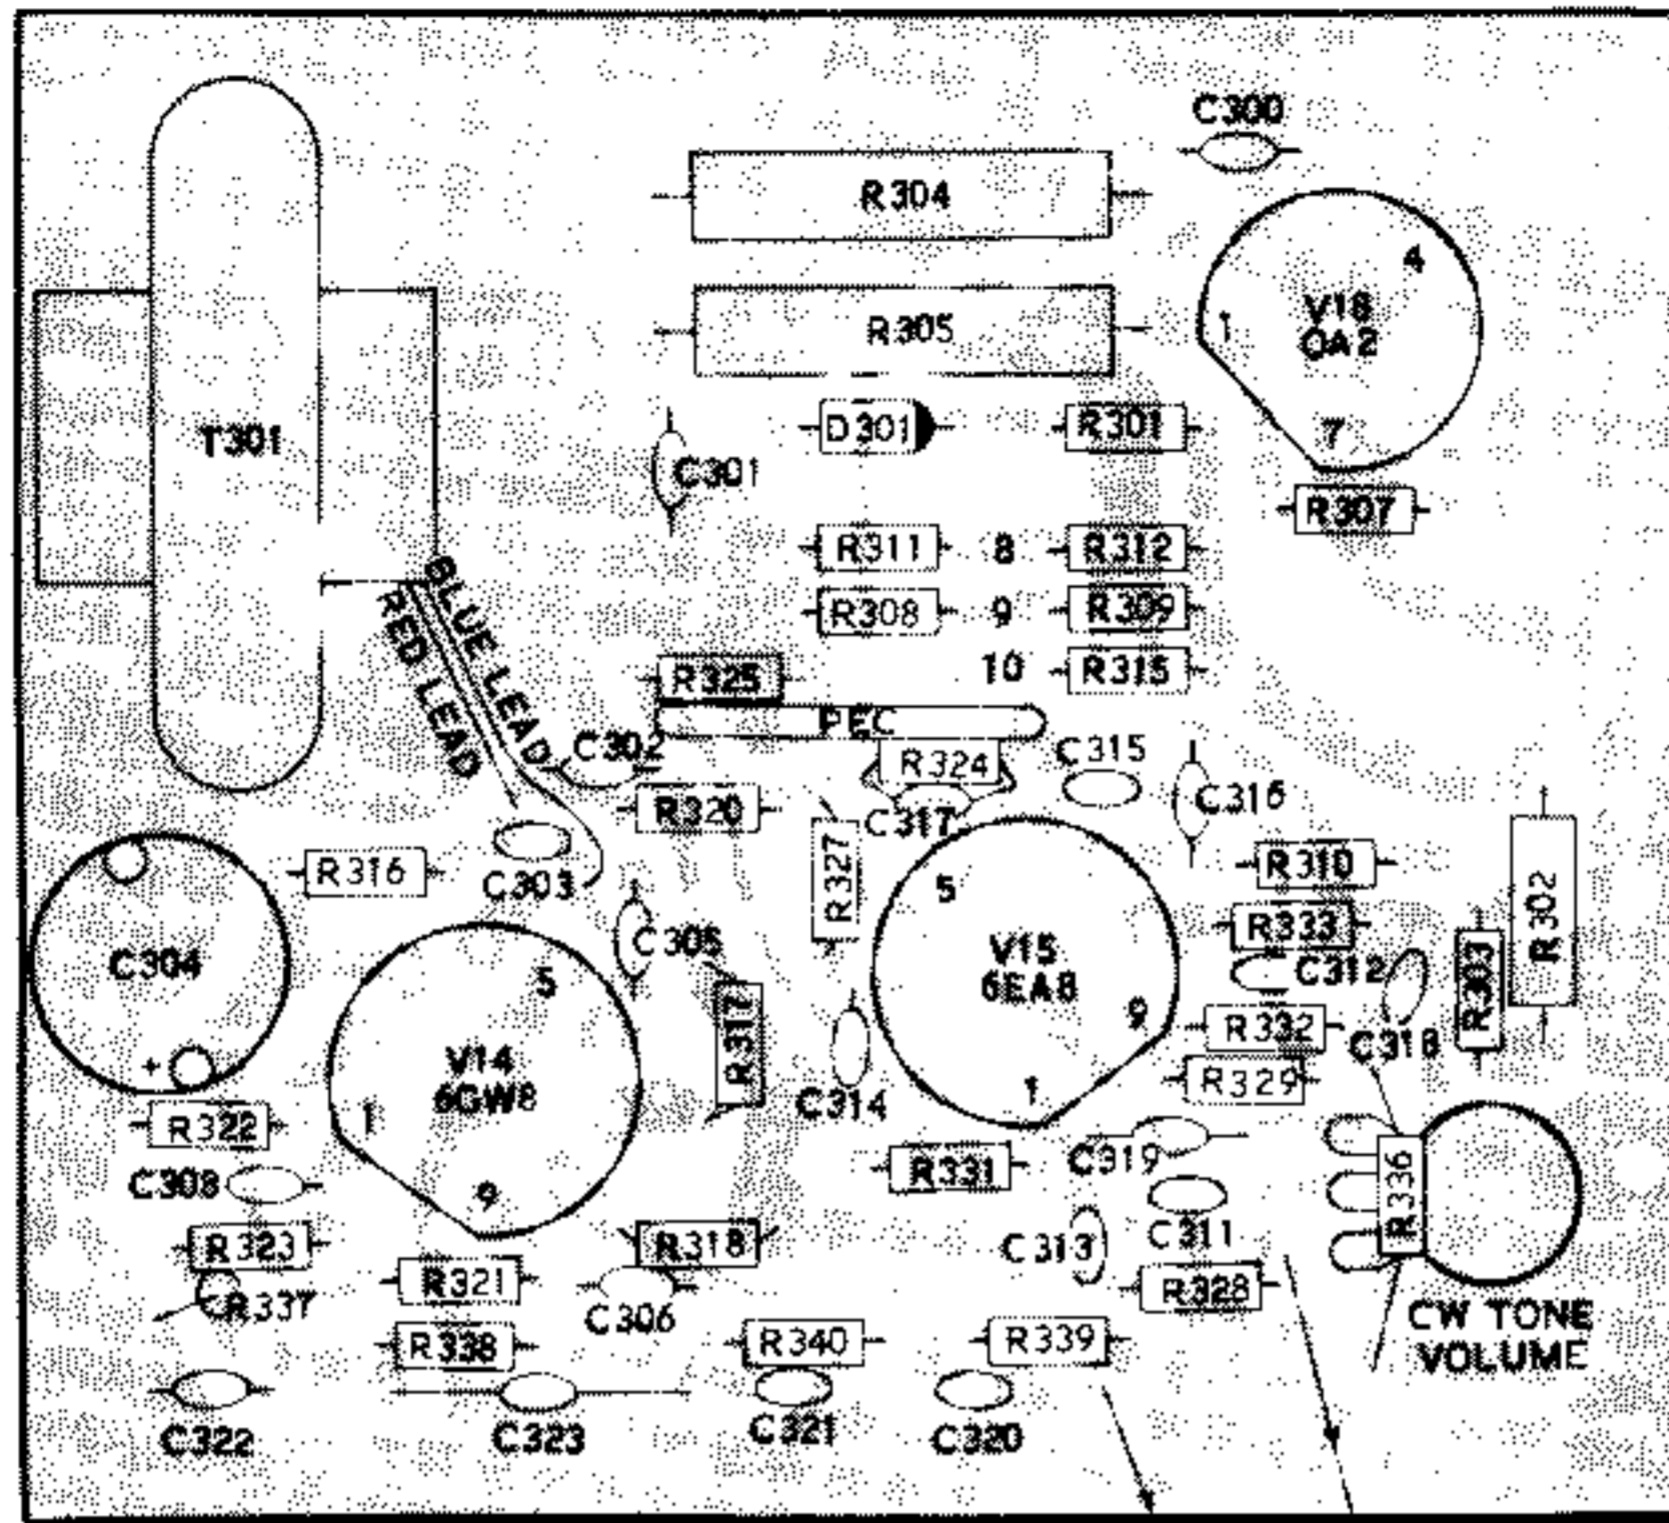 C300
R304
4
V18
OA2
1
R305
7
D301
R301
T301
C301
R307
R311
8
R312
R308
9
R309
BLUE LEAD
RED LEAD
R325
10
R315
PEC
C302
R324
C315
C316
R320
C317
R327
R316
C303
5
R310
R302
R333
C304
C305
V15
6EA8
C312
R303
5
9
R332
C318
+
R317
V14
6GW8
1
R329
C314
1
R322
C319
R336
R331
C308
9
C311
R323
R318
C313
R321
R328
R337
C306
CW TONE
VOLUME
R338
R340
R339
C322
C323
C321
C320